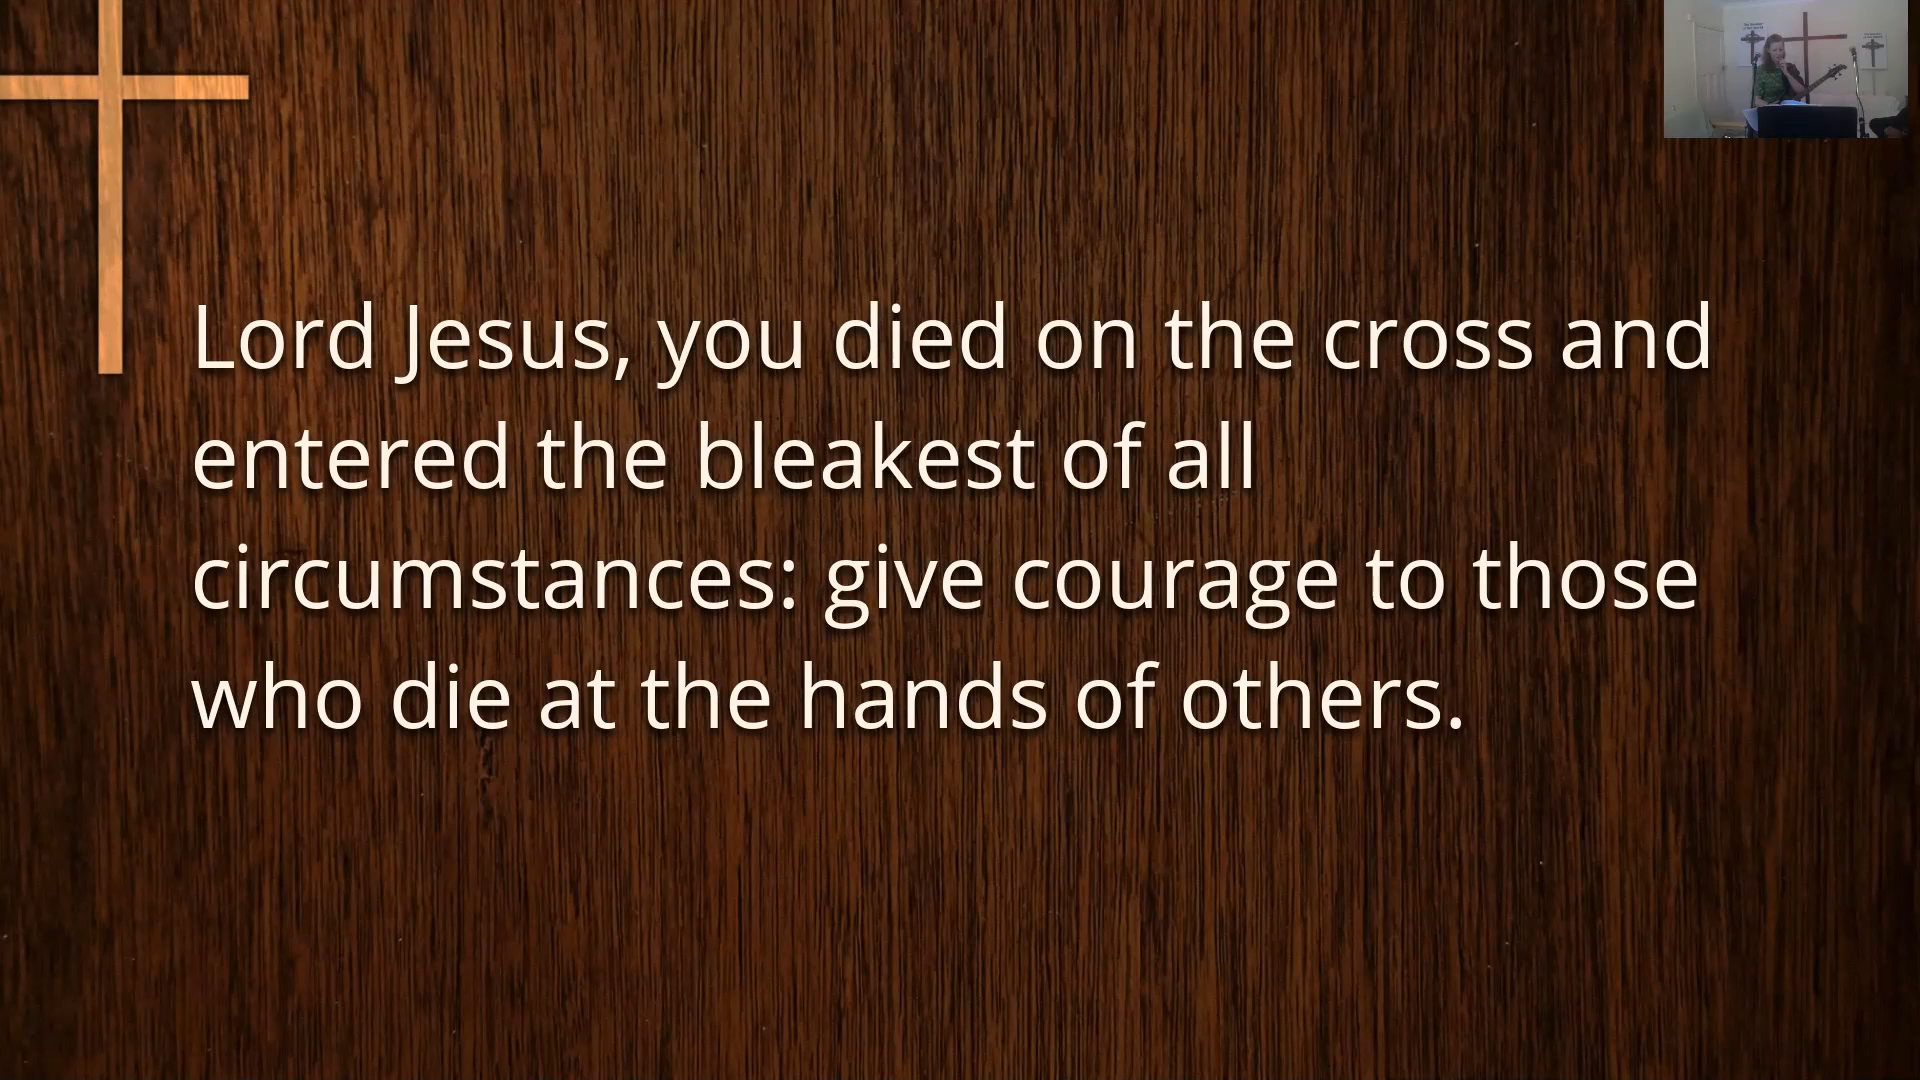 Lord Jesus, you died on the cross and
entered the bleakest of all
circumstances: give courage to those
who die at the hands of others.